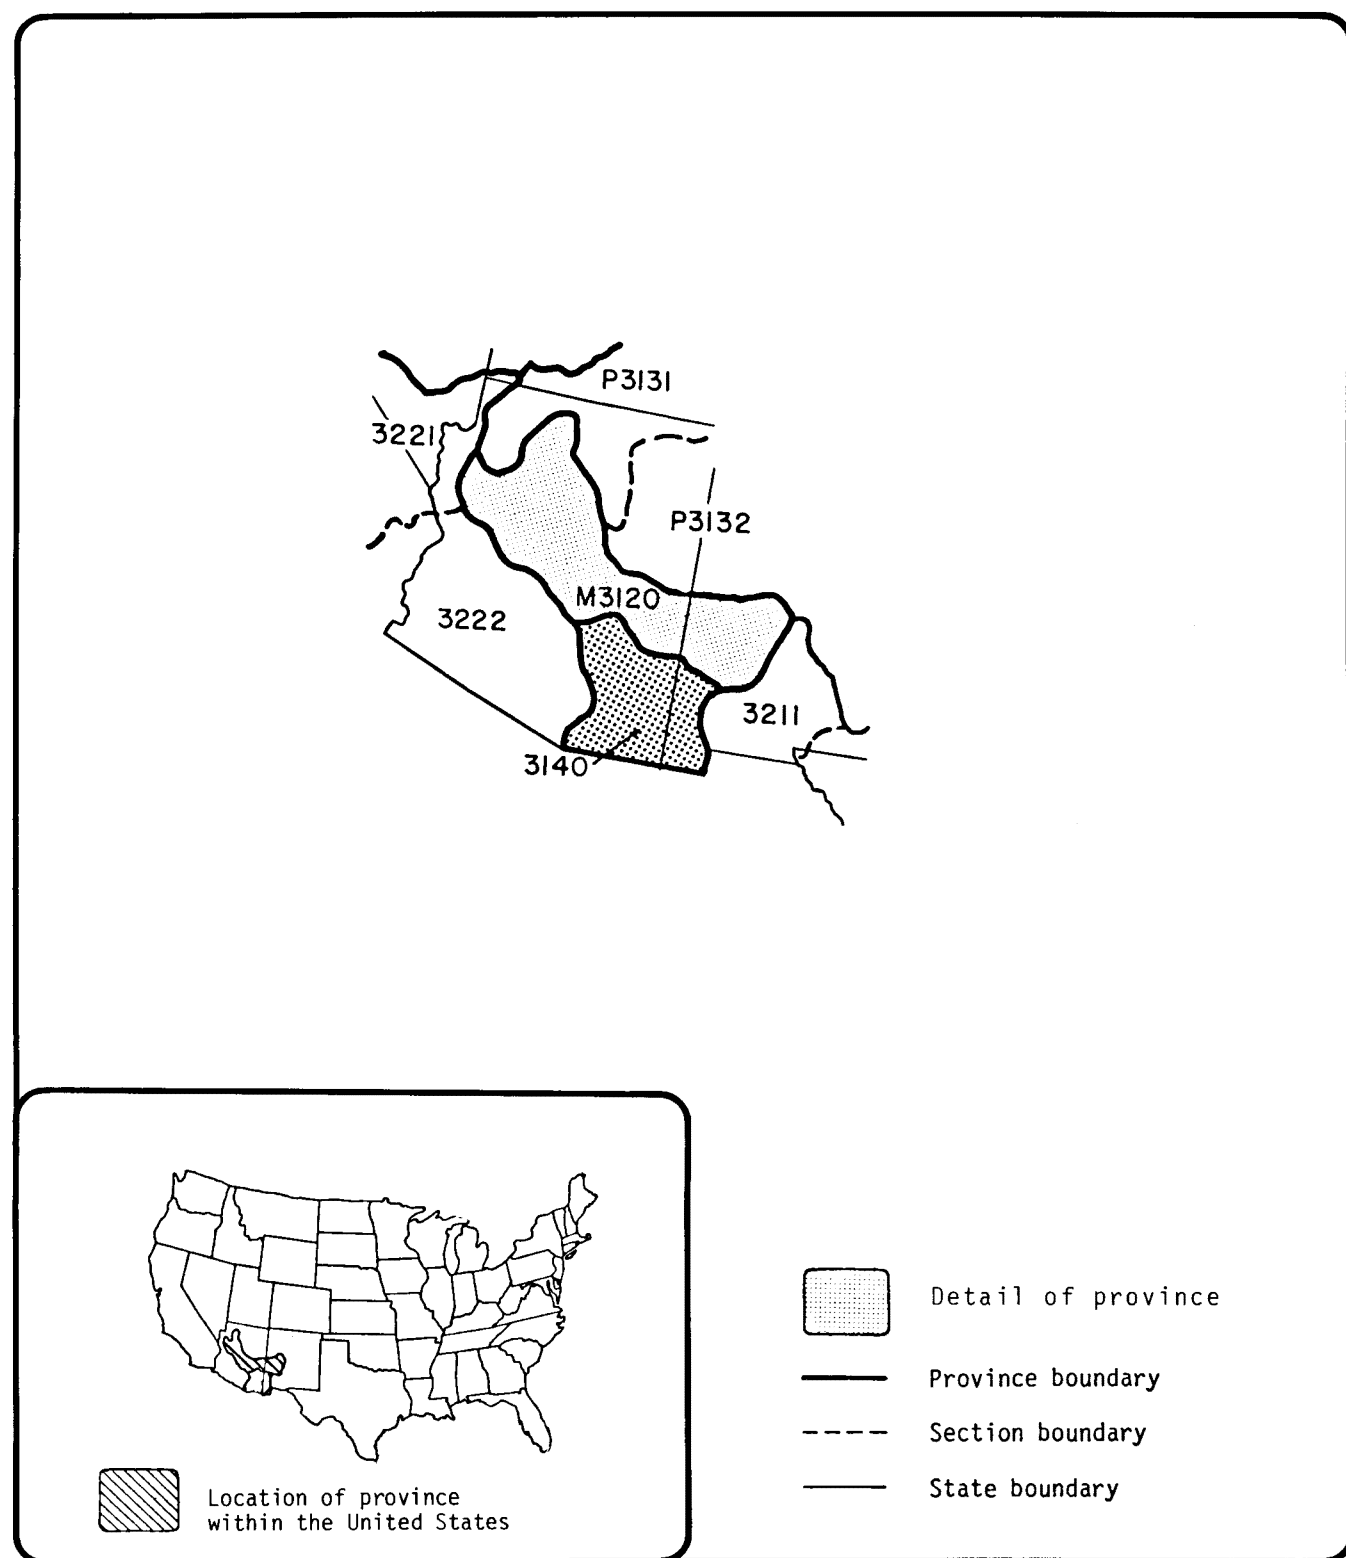 P3131
3221
P3132
M3120
3222
3211
3140
Detail of province
Province boundary
Section boundary
State boundary
Location of province
within the United States